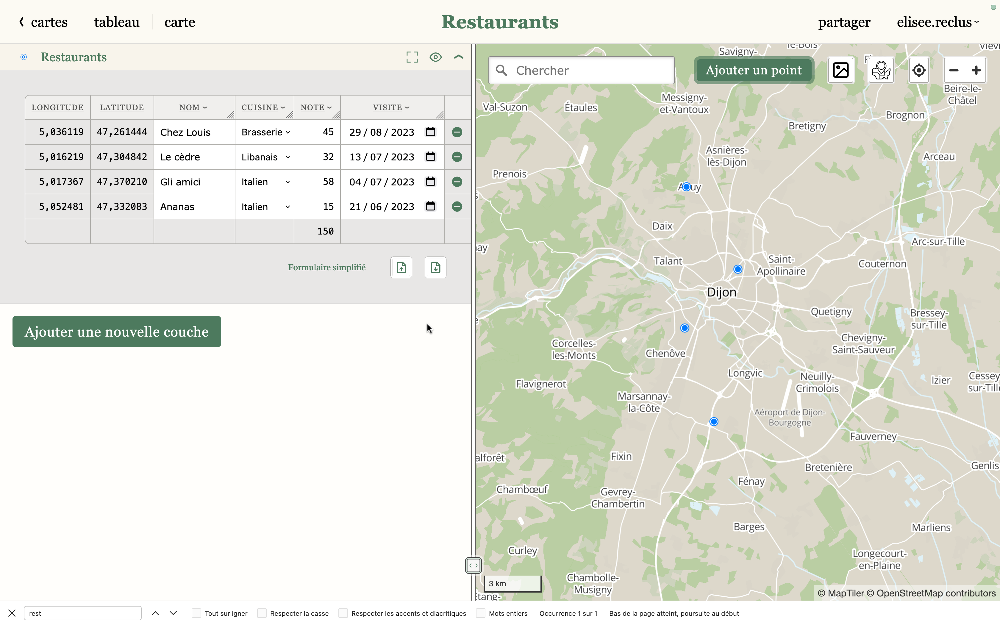 cartes
tableau
carte
Restaurants
partager
elisee.reclus
Restaurants
LONGITUDE LATITUDE NOM CUISINE NOTE VISITE
5,036119 47,261444 Chez Louis Brasserie 45 29 / 08 / 2023
5,016219 47,304842 Le cèdre Libanais 32 13 / 07 / 2023
5,017367 47,370210 Gli amici Italien 58 04 / 07 / 2023
5,052481 47,332083 Ananas Italien 15 21 / 06 / 2023
150
Formulaire simplifié
Ajouter une nouvelle couche
Chercher
Ajouter un point
le-Bois
Savigny-
Val-Suzon
Étaules
Messigny-
et-Vantoux
Beire-le-
Châtel
Brognon
Bretigny
Asnières-
lès-Dijon
Arceau
Prenois
Daix
Arc-sur-Tille
Talant
Saint-
Apollinaire
Couternon
Dijon
Quetigny
Bressey-
sur-Tille
Corcelles-
les-Monts
Chenôve
Chevigny-
Saint-Sauveur
Longvic
Neuilly-
Crimolois
Izier
Cessey
sur-Tille
Flavignerot
Marsannay-
la-Côte
Aéroport de Dijon-
Bourgogne
Fauverney
alforêt
Fixin
Bretenière
Genlis
Fénay
Chambœuf
Gevrey-
Chambertin
Barges
Marliens
Curley
Longecourt-
en-Plaine
Chambolle-
Musigny
Étang-
3 km
© MapTiler © OpenStreetMap contributors
rest
Tout surligner
Respecter la casse
Respecter les accents et diacritiques
Mots entiers
Occurrence 1 sur 1
Bas de la page atteint, poursuite au début